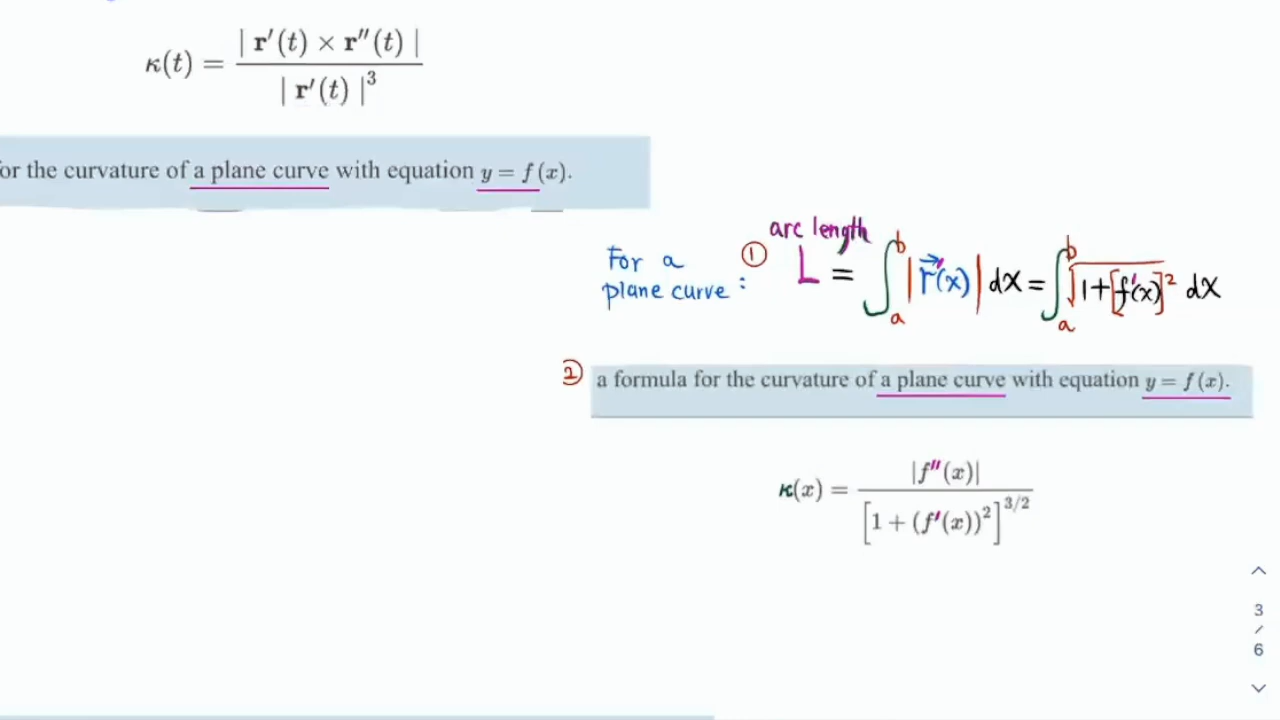 κ(t) = | r′(t) × r″(t) | / | r′(t) |³
or the curvature of a plane curve with equation y = f (x).
For a plane curve :
① arc length
L = ∫ₐᵇ | r⃗′(x) | dx = ∫ₐᵇ √(1+[f′(x)]²) dx
② a formula for the curvature of a plane curve with equation y = f (x).
κ(x) = |f″(x)| / [1 + (f′(x))²]^{3/2}
3
/
6